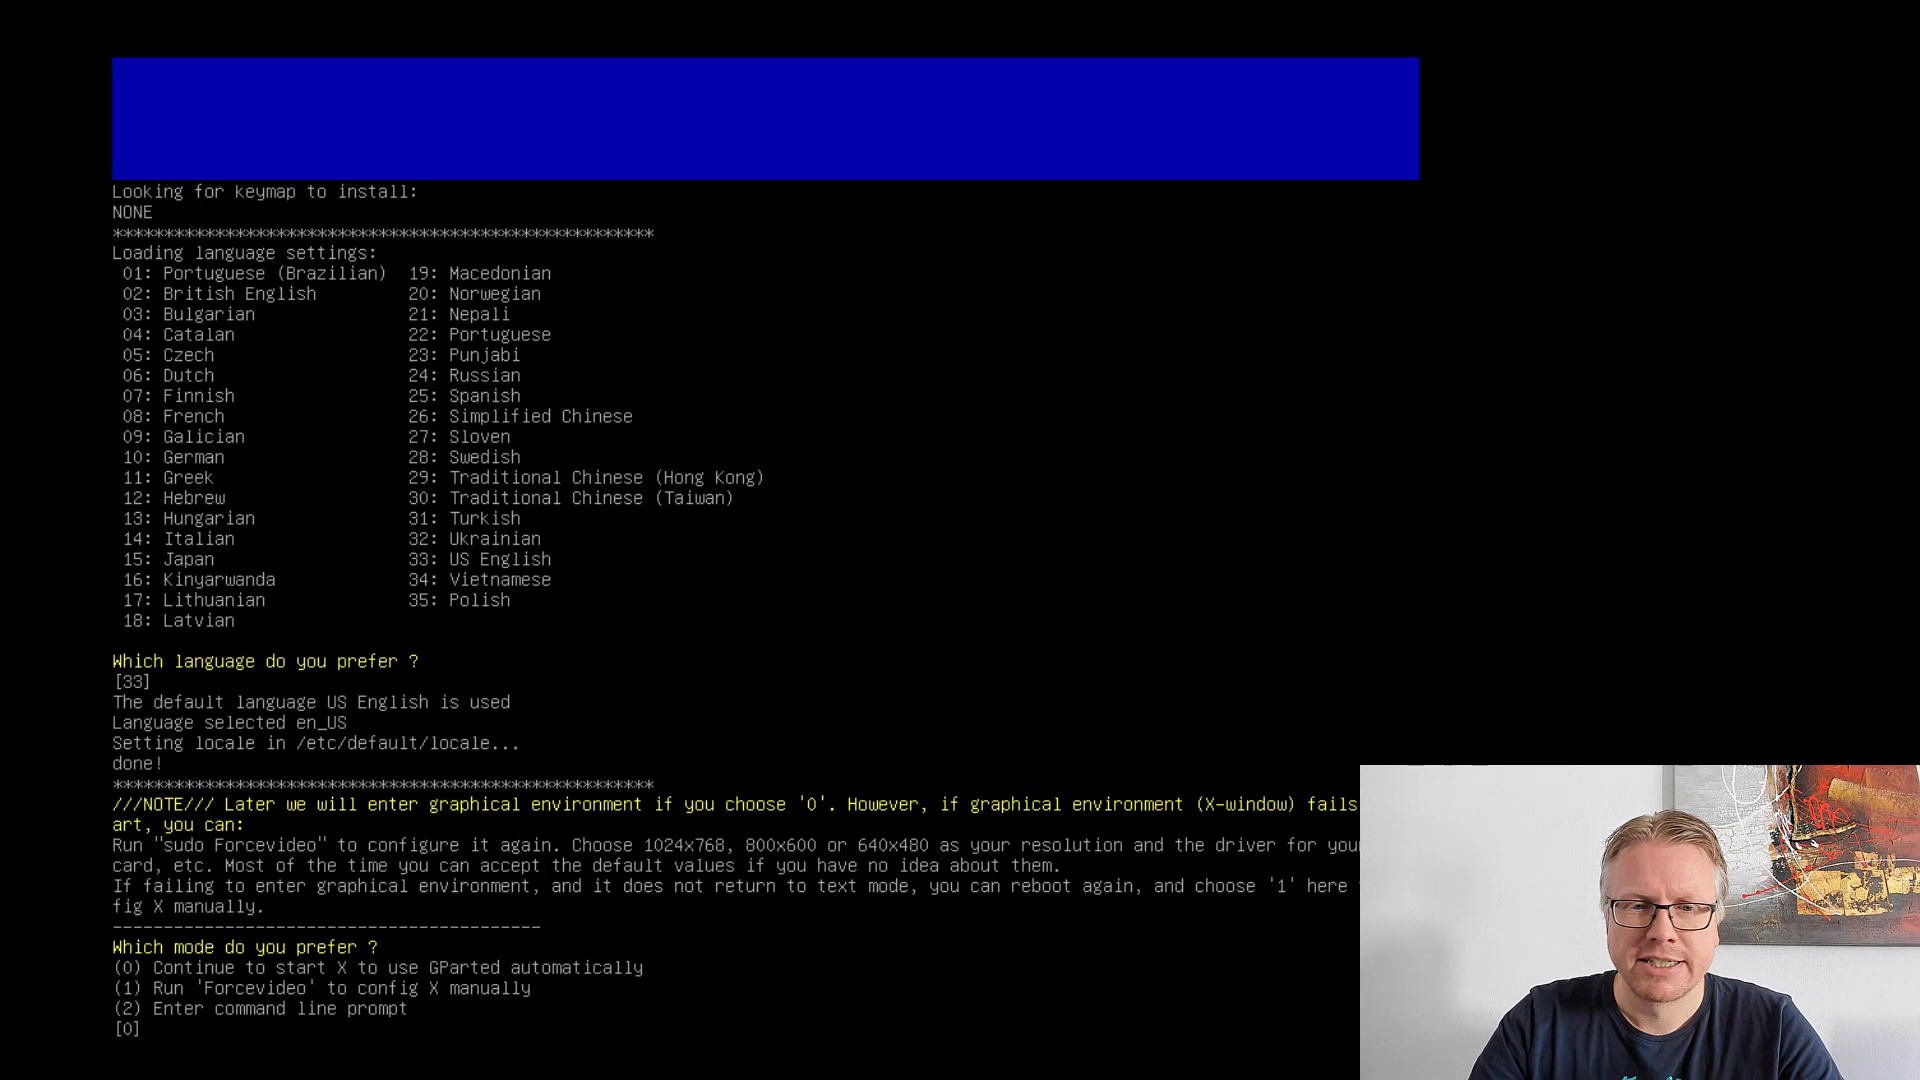 Looking for keymap to install:
NONE
*****************************************************
Loading language settings:
01: Portuguese (Brazilian) 19: Macedonian
02: British English 20: Norwegian
03: Bulgarian 21: Nepali
04: Catalan 22: Portuguese
05: Czech 23: Punjabi
06: Dutch 24: Russian
07: Finnish 25: Spanish
08: French 26: Simplified Chinese
09: Galician 27: Sloven
10: German 28: Swedish
11: Greek 29: Traditional Chinese (Hong Kong)
12: Hebrew 30: Traditional Chinese (Taiwan)
13: Hungarian 31: Turkish
14: Italian 32: Ukrainian
15: Japan 33: US English
16: Kinyarwanda 34: Vietnamese
17: Lithuanian 35: Polish
18: Latvian
Which language do you prefer ?
[33]
The default language US English is used
Language selected en_US
Setting locale in /etc/default/locale...
done!
*****************************************************
///NOTE/// Later we will enter graphical environment if you choose '0'. However, if graphical environment (X-window) fails
art, you can:
Run "sudo Forcevideo" to configure it again. Choose 1024x768, 800x600 or 640x480 as your resolution and the driver for your
card, etc. Most of the time you can accept the default values if you have no idea about them.
If failing to enter graphical environment, and it does not return to text mode, you can reboot again, and choose '1' here
fig X manually.
------------------------------------------
Which mode do you prefer ?
(0) Continue to start X to use GParted automatically
(1) Run 'Forcevideo' to config X manually
(2) Enter command line prompt
[0]